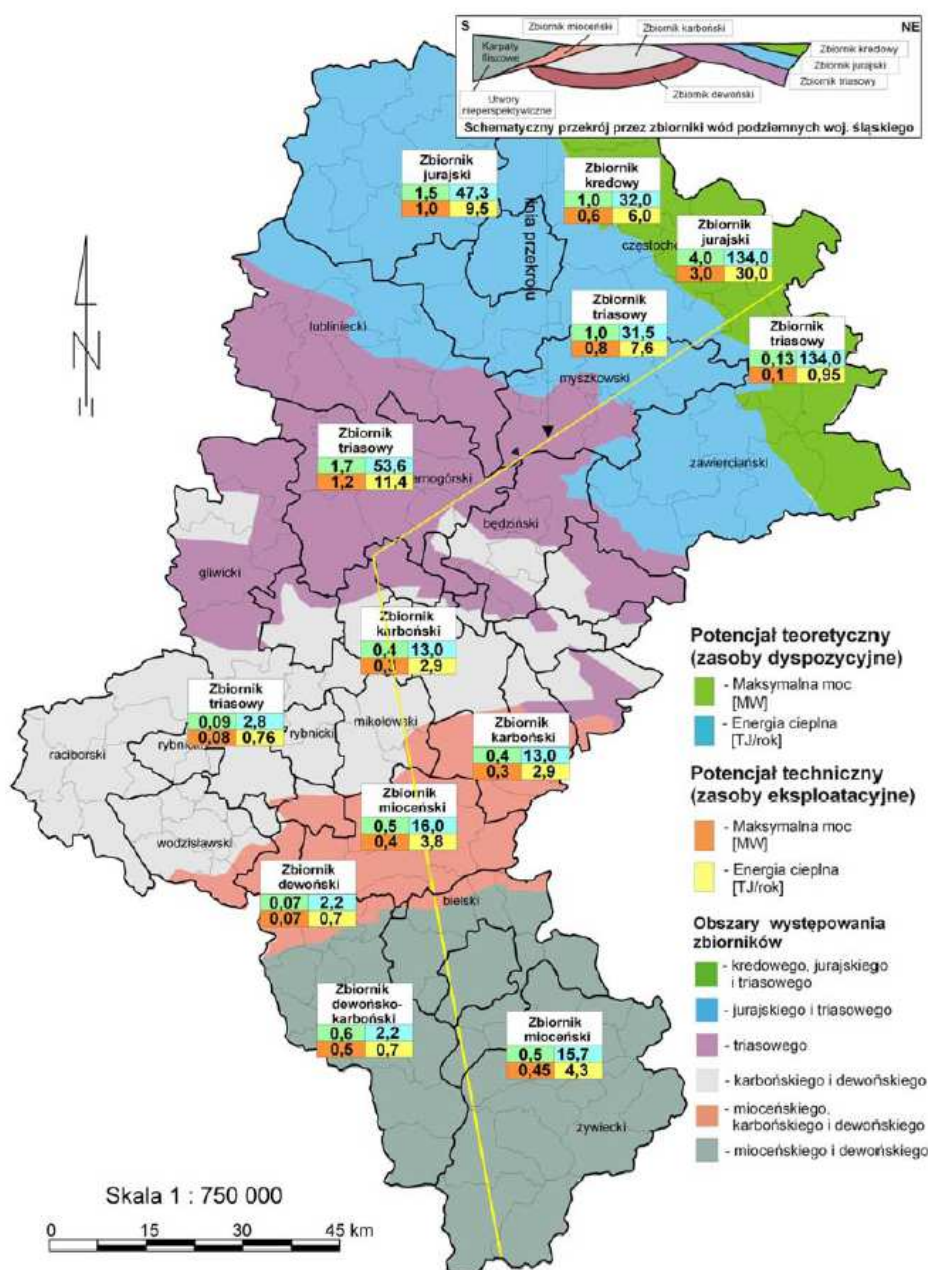 S
NE
Zbiornik mioceński
Zbiornik karboński
Karpaty
fliszowe
Zbiornik kredowy
Zbiornik jurajski
Zbiornik triasowy
Zbiornik dewoński
Utwory
nieperspektywiczne
Schematyczny przekrój przez zbiorniki wód podziemnych woj. śląskiego
Zbiornik
jurajski
1,5 47,3
1,0 9,5
Zbiornik
kredowy
1,0 32,0
0,6 6,0
linia przekroju
częstocho
Zbiornik
jurajski
4,0 134,0
3,0 30,0
lubliniecki
Zbiornik
triasowy
1,0 31,5
0,8 7,6
Zbiornik
triasowy
0,13 134,0
0,1 0,95
myszkowski
Zbiornik
triasowy
1,7 53,6
1,2 11,4
rnogórski
zawierciański
będziński
gliwicki
Zbiornik
karboński
0,4 13,0
0,3 2,9
Zbiornik
triasowy
0,09 2,8
0,08 0,76
raciborski
rybnicki
mikołowski
Zbiornik
karboński
0,4 13,0
0,3 2,9
Zbiornik
mioceński
0,5 16,0
0,4 3,8
wodzisławski
Zbiornik
dewoński
0,07 2,2
0,07 0,7
bielski
Zbiornik
dewońsko-
karboński
0,6 2,2
0,5 0,7
Zbiornik
mioceński
0,5 15,7
0,45 4,3
żywiecki
Potencjał teoretyczny
(zasoby dyspozycyjne)
- Maksymalna moc
[MW]
- Energia cieplna
[TJ/rok]
Potencjał techniczny
(zasoby eksploatacyjne)
- Maksymalna moc
[MW]
- Energia cieplna
[TJ/rok]
Obszary występowania
zbiorników
- kredowego, jurajskiego
i triasowego
- jurajskiego i triasowego
- triasowego
- karbońskiego i dewońskiego
- mioceńskiego,
karbońskiego i dewońskiego
- mioceńskiego i dewońskiego
Skala 1 : 750 000
0 15 30 45 km